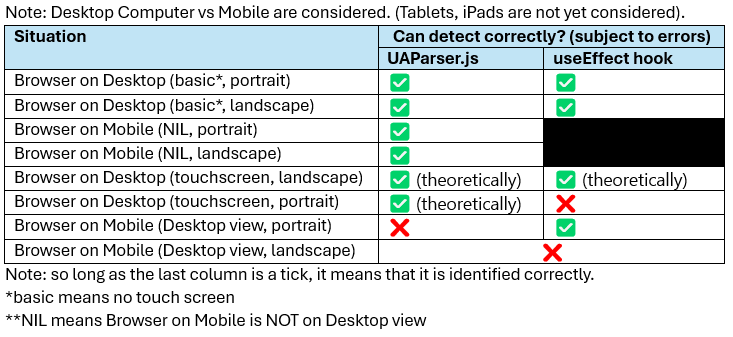 Note: Desktop Computer vs Mobile are considered. (Tablets, iPads are not yet considered).
Situation
Can detect correctly? (subject to errors)
UAParser.js
useEffect hook
Browser on Desktop (basic*, portrait)
Browser on Desktop (basic*, landscape)
Browser on Mobile (NIL, portrait)
Browser on Mobile (NIL, landscape)
Browser on Desktop (touchscreen, landscape) ✅ (theoretically) ✅ (theoretically)
Browser on Desktop (touchscreen, portrait) ✅ (theoretically) ❌
Browser on Mobile (Desktop view, portrait)
Browser on Mobile (Desktop view, landscape)
Note: so long as the last column is a tick, it means that it is identified correctly.
*basic means no touch screen
**NIL means Browser on Mobile is NOT on Desktop view